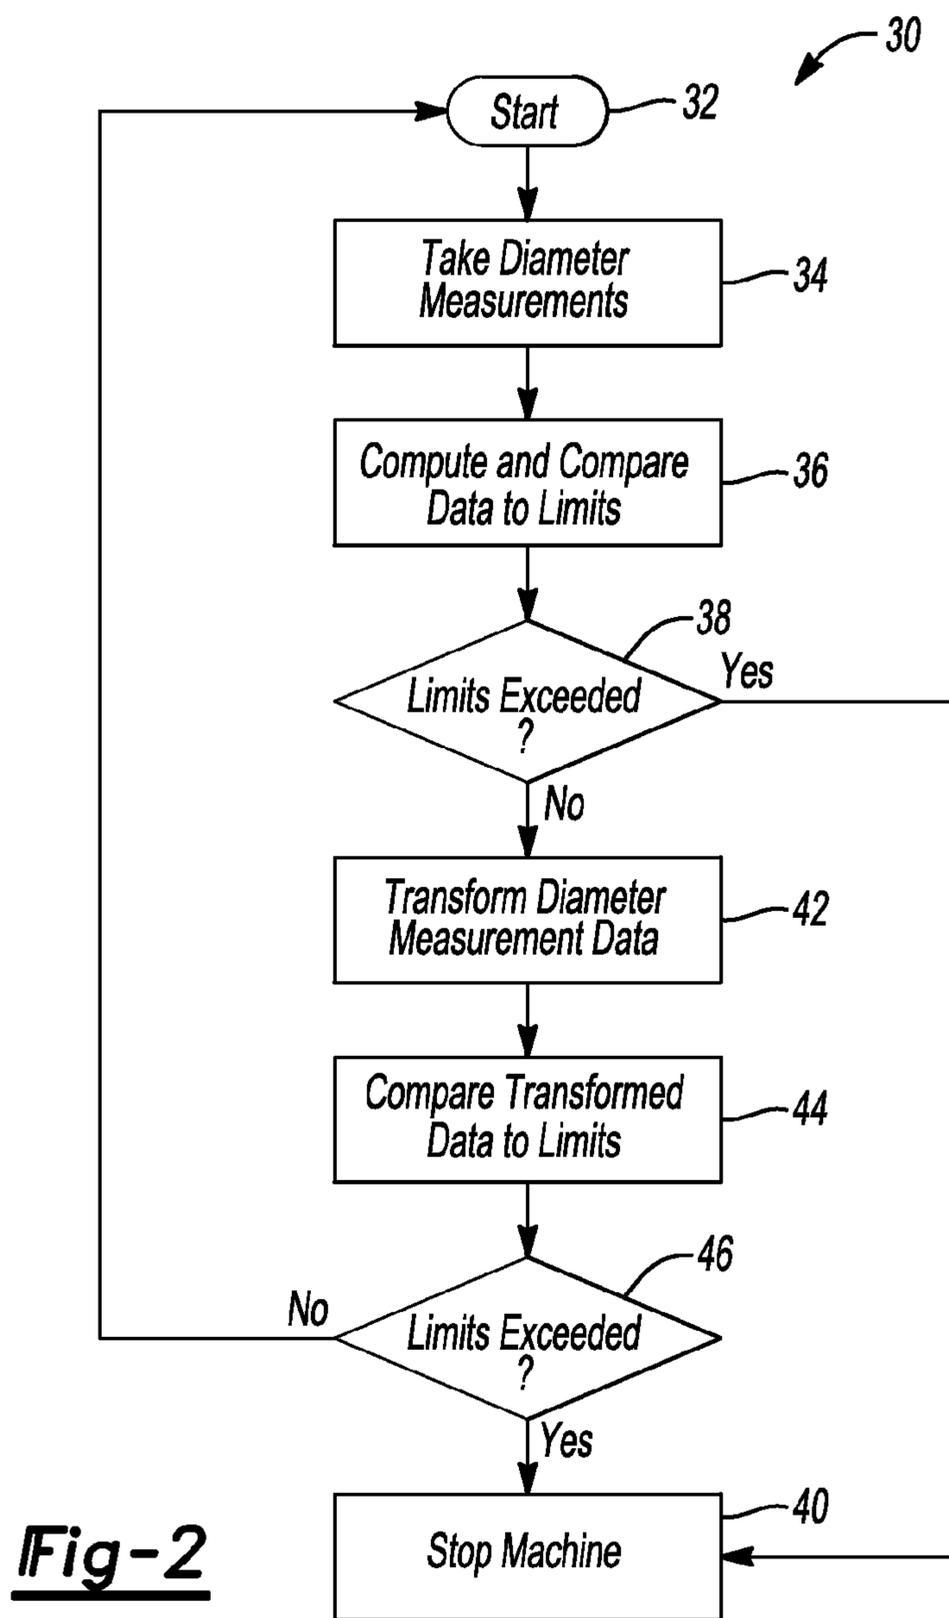 30
Start
32
Take Diameter
Measurements
34
Compute and Compare
Data to Limits
36
38
Limits Exceeded
?
Yes
No
Transform Diameter
Measurement Data
42
Compare Transformed
Data to Limits
44
46
No
Limits Exceeded
?
Yes
Stop Machine
40
Fig-2